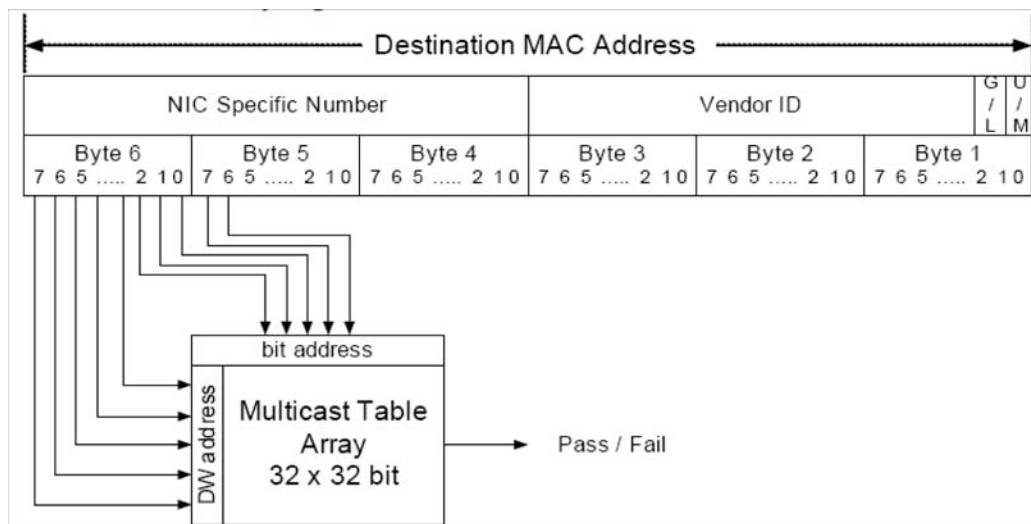 Destination MAC Address
NIC Specific Number Vendor ID G/L U/M
Byte 6 Byte 5 Byte 4 Byte 3 Byte 2 Byte 1
7 6 5 ..... 2 1 0 7 6 5 ..... 2 1 0 7 6 5 ..... 2 1 0 7 6 5 ..... 2 1 0 7 6 5 ..... 2 1 0 7 6 5 ..... 2 1 0
bit address
DW address
Multicast Table
Array
32 x 32 bit
Pass / Fail